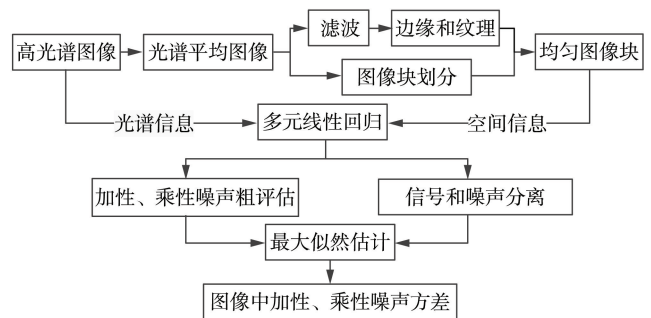 滤波
边缘和纹理
高光谱图像
光谱平均图像
均匀图像块
图像块划分
光谱信息
多元线性回归
空间信息
加性、乘性噪声粗评估
信号和噪声分离
最大似然估计
图像中加性、乘性噪声方差